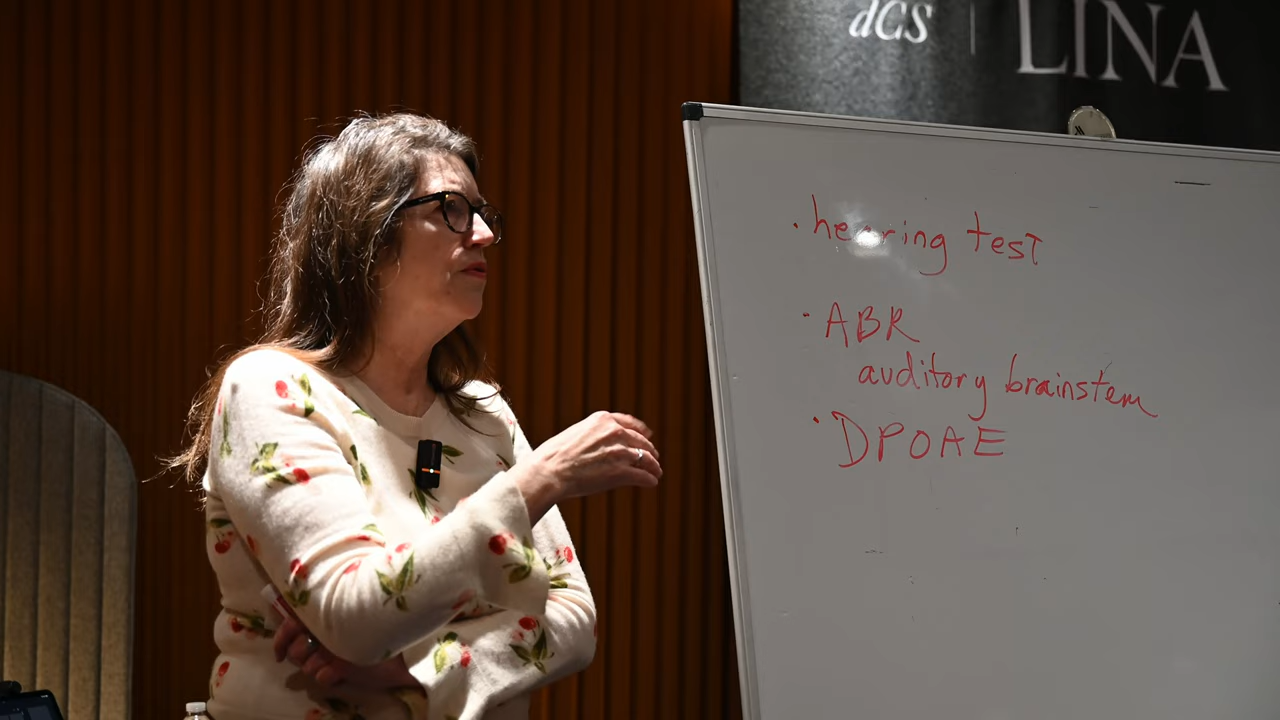 dCS | LINA
· hearing test
· ABR
auditory brainstem
· DPOAE